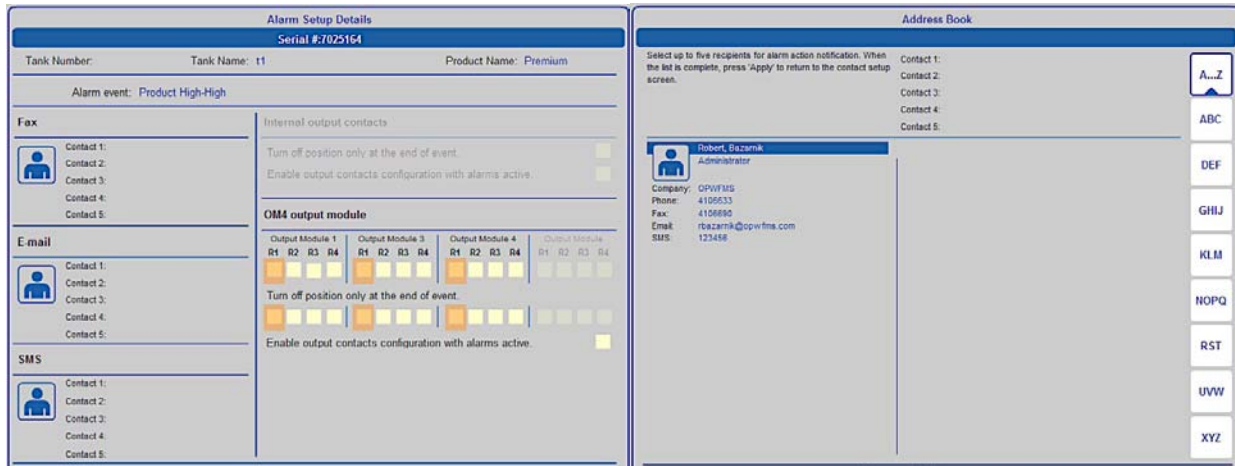 Alarm Setup Details
Serial #:7025164
Tank Number: Tank Name: t1 Product Name: Premium
Alarm event: Product High-High
Fax
Contact 1:
Contact 2:
Contact 3:
Contact 4:
Contact 5:
E-mail
Contact 1:
Contact 2:
Contact 3:
Contact 4:
Contact 5:
SMS
Contact 1:
Contact 2:
Contact 3:
Contact 4:
Contact 5:
Internal output contacts
Turn off position only at the end of event.
Enable output contacts configuration with alarms active.
OM4 output module
Output Module 1 Output Module 3 Output Module 4 Output Module
R1 R2 R3 R4 R1 R2 R3 R4 R1 R2 R3 R4 R1 R2 R3 R4
Turn off position only at the end of event.
Enable output contacts configuration with alarms active.
Address Book
Select up to five recipients for alarm action notification. When
the list is complete, press 'Apply' to return to the contact setup
screen.
Contact 1:
Contact 2:
Contact 3:
Contact 4:
Contact 5:
Robert, Bazarnik
Administrator
Company: OPWFMS
Phone: 4106533
Fax: 4106690
Email: rbazarnik@opwfms.com
SMS: 123456
A...Z
ABC
DEF
GHIJ
KLM
NOPQ
RST
UVW
XYZ